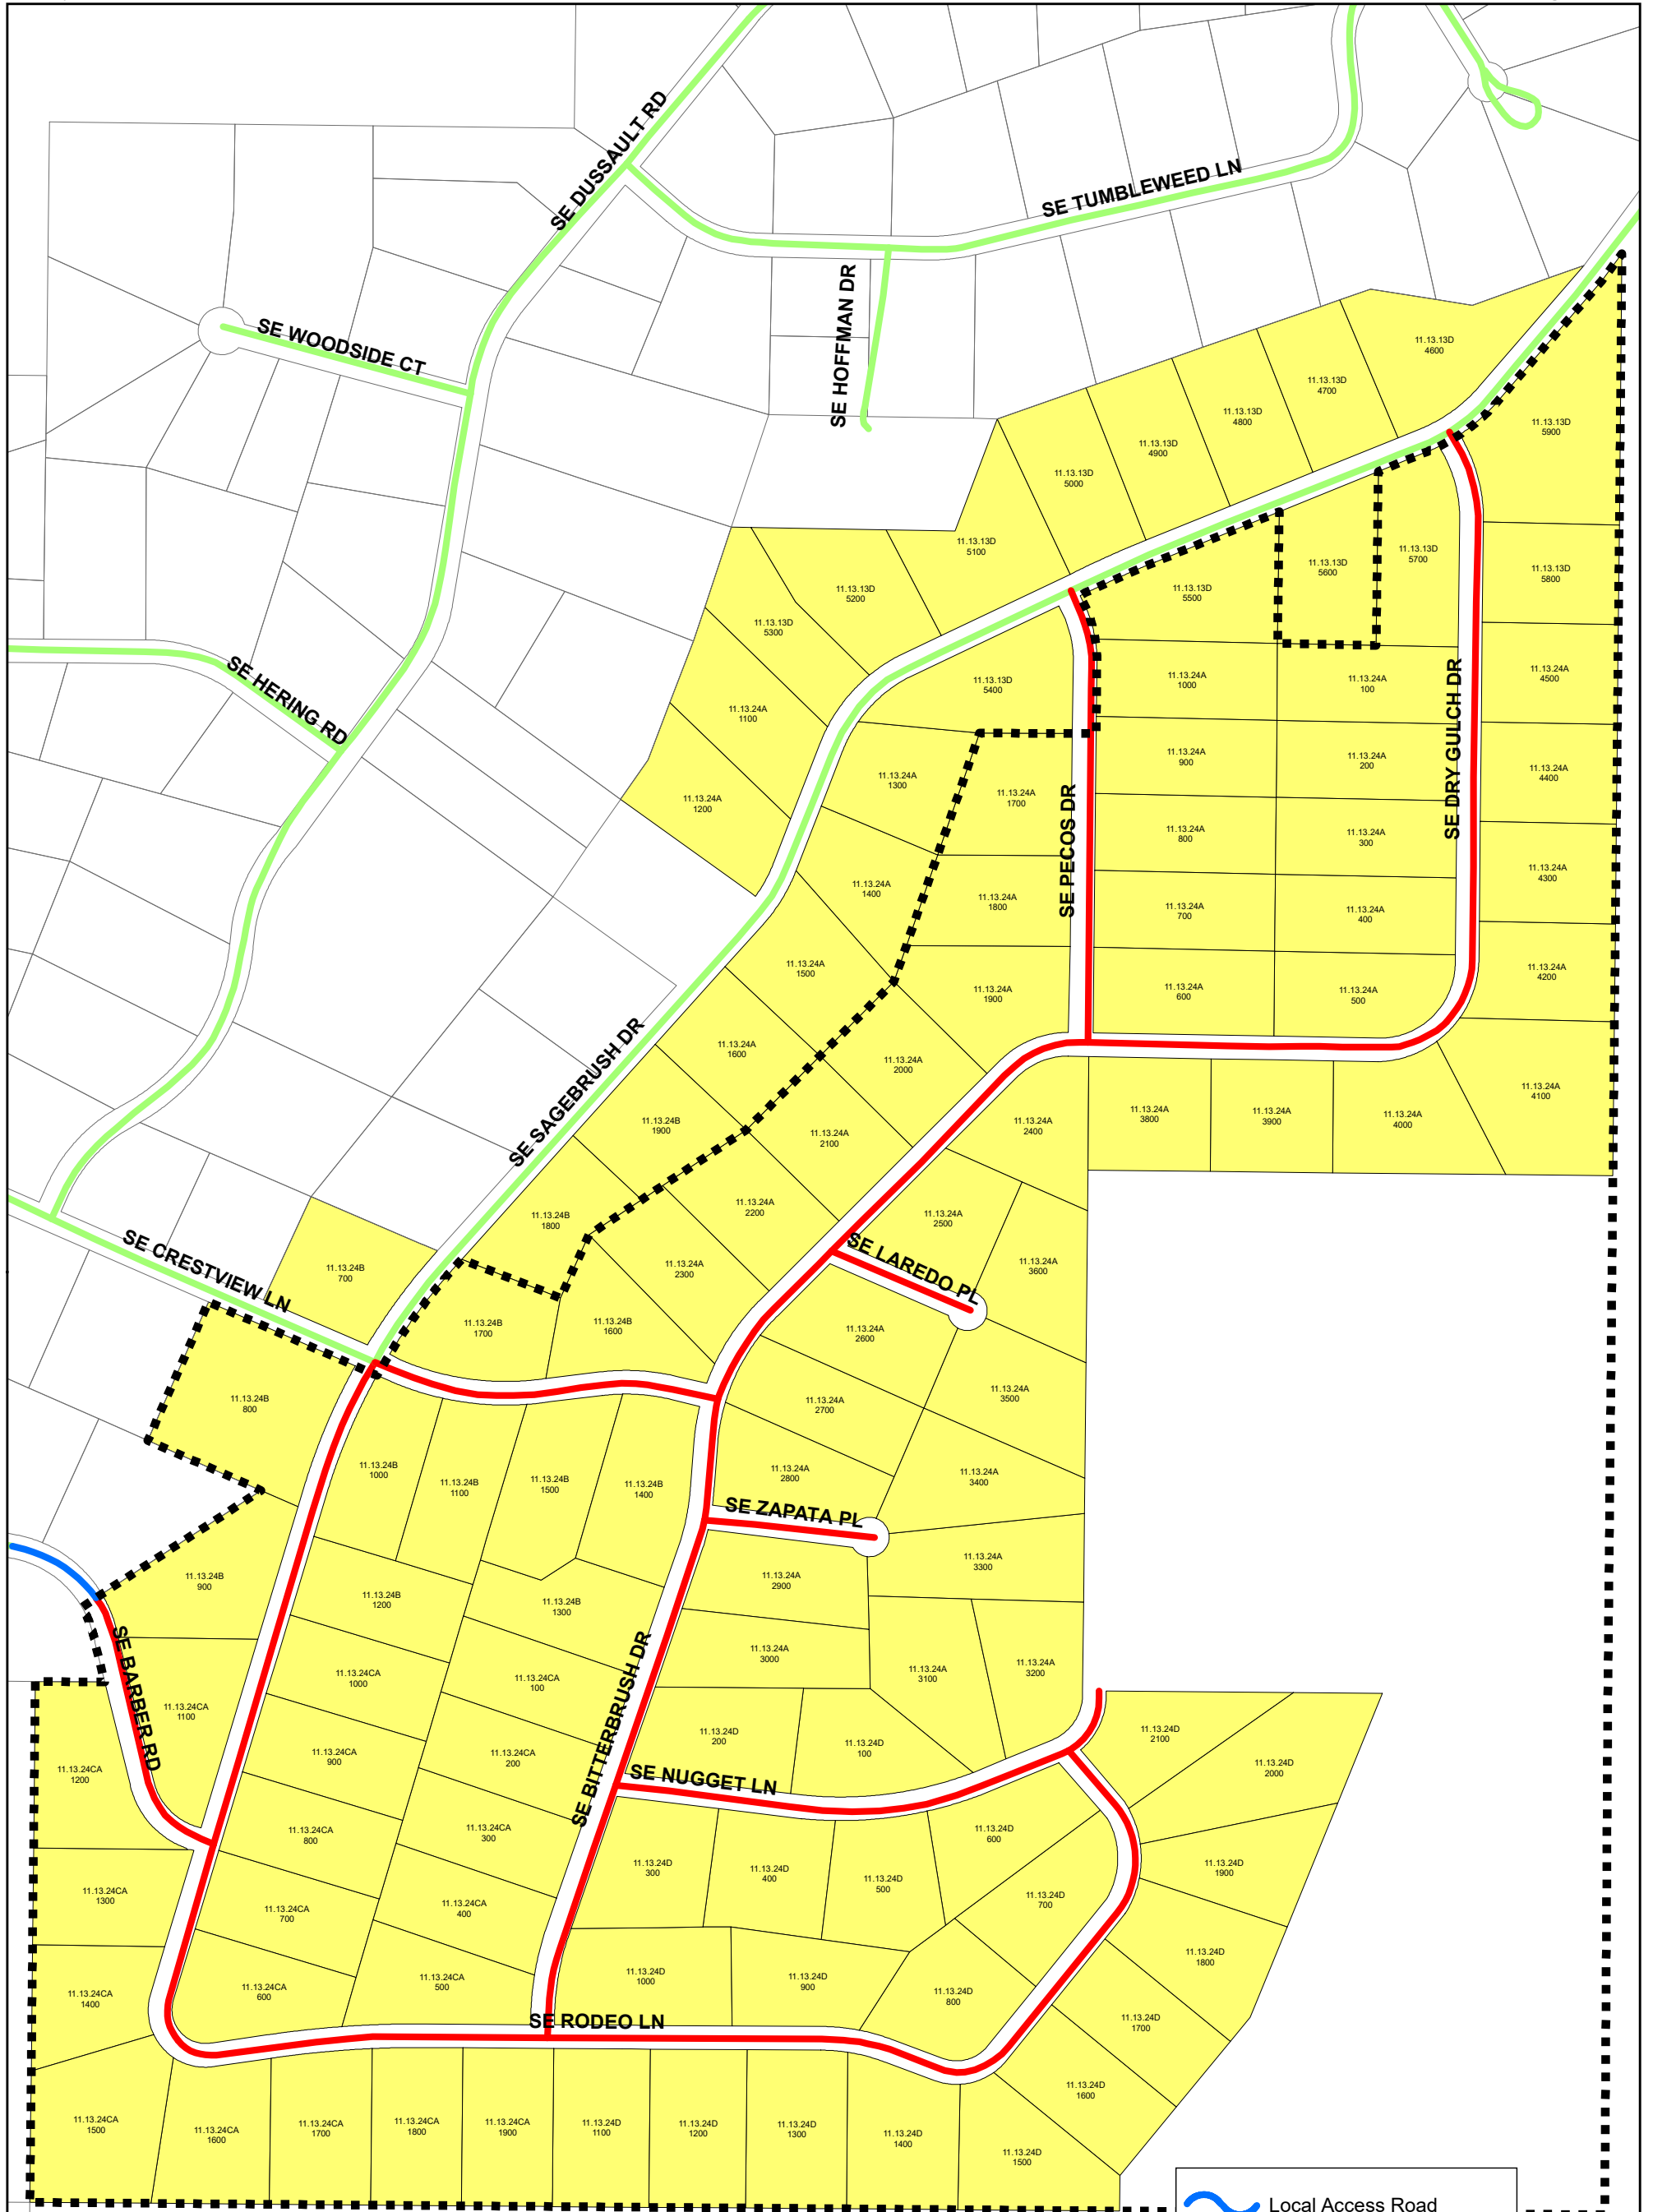 SE DUSSAULT RD
SE TUMBLEWEED LN
SE HOFFMAN DR
SE WOODSIDE CT
11.13.13D
4600
11.13.13D
4700
11.13.13D
4800
11.13.13D
4900
11.13.13D
5000
11.13.13D
5100
11.13.13D
5200
11.13.13D
5300
11.13.13D
5900
11.13.13D
5700
11.13.13D
5600
11.13.13D
5500
11.13.13D
5800
11.13.13D
5400
SE HERING RD
11.13.24A
1100
11.13.24A
1200
11.13.24A
1000
11.13.24A
100
11.13.24A
4500
SE DRY GULCH DR
11.13.24A
900
11.13.24A
200
11.13.24A
4400
11.13.24A
1300
11.13.24A
1700
SE PECOS DR
11.13.24A
800
11.13.24A
300
11.13.24A
4300
11.13.24A
1400
11.13.24A
1800
11.13.24A
700
11.13.24A
400
11.13.24A
4200
11.13.24A
1500
11.13.24A
1900
11.13.24A
600
11.13.24A
500
SE SAGEBRUSH DR
11.13.24A
1600
11.13.24A
2000
11.13.24A
4100
11.13.24B
1900
11.13.24A
2100
11.13.24A
2400
11.13.24A
3800
11.13.24A
3900
11.13.24A
4000
11.13.24B
1800
11.13.24A
2200
11.13.24A
2500
SE LAREDO PL
11.13.24A
3600
SE CRESTVIEW LN
11.13.24B
700
11.13.24A
2300
11.13.24B
1700
11.13.24B
1600
11.13.24A
2600
11.13.24B
800
11.13.24A
2700
11.13.24A
3500
11.13.24B
1000
11.13.24B
1100
11.13.24B
1500
11.13.24B
1400
11.13.24A
2800
11.13.24A
3400
SE ZAPATA PL
11.13.24B
900
11.13.24B
1200
11.13.24B
1300
11.13.24A
2900
11.13.24A
3300
SE BARBER RD
11.13.24CA
1000
11.13.24CA
100
SE BITTERBRUSH DR
11.13.24A
3000
11.13.24A
3100
11.13.24A
3200
11.13.24CA
1100
11.13.24CA
1200
11.13.24CA
900
11.13.24CA
200
11.13.24D
200
11.13.24D
100
11.13.24D
2100
11.13.24D
2000
SE NUGGET LN
11.13.24CA
800
11.13.24CA
300
11.13.24D
600
11.13.24CA
1300
11.13.24D
300
11.13.24D
400
11.13.24D
500
11.13.24D
1900
11.13.24CA
700
11.13.24CA
400
11.13.24D
700
11.13.24D
1800
11.13.24CA
1400
11.13.24CA
600
11.13.24CA
500
11.13.24D
1000
11.13.24D
900
11.13.24D
800
11.13.24D
1700
SE RODEO LN
11.13.24D
1600
11.13.24CA
1500
11.13.24CA
1600
11.13.24CA
1700
11.13.24CA
1800
11.13.24CA
1900
11.13.24D
1100
11.13.24D
1200
11.13.24D
1300
11.13.24D
1400
11.13.24D
1500
Local Access Road